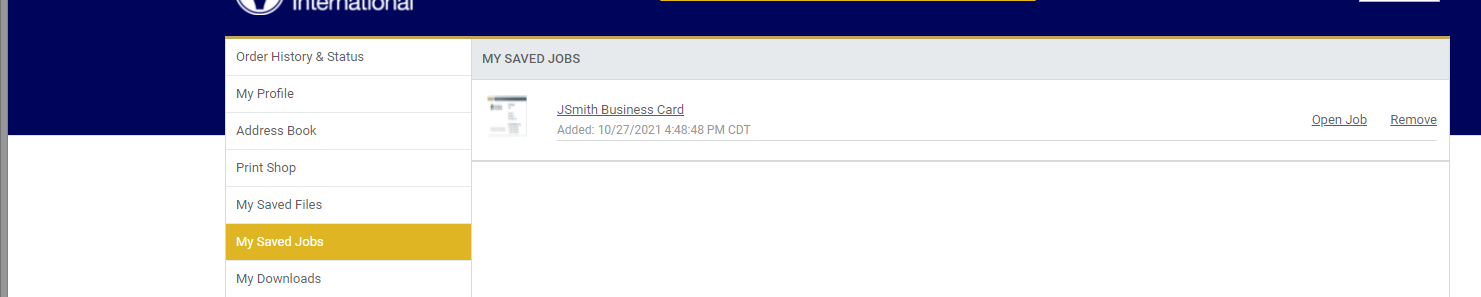 International
Order History & Status
My Profile
Address Book
Print Shop
My Saved Files
My Saved Jobs
My Downloads
MY SAVED JOBS
JSmith Business Card
Added: 10/27/2021 4:48:48 PM CDT
Open Job Remove